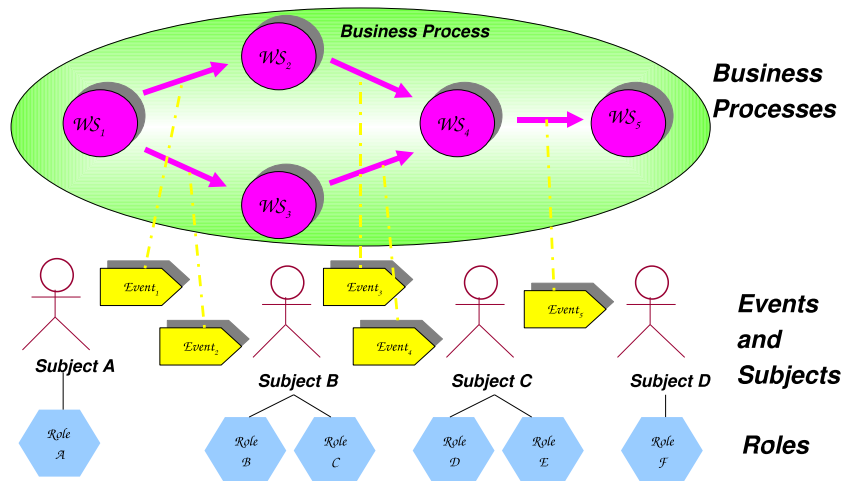 Business Process
WS1
WS2
WS3
WS4
WS5
Business
Processes
Event1
Event2
Event3
Event4
Event5
Events
and
Subjects
Subject A
Subject B
Subject C
Subject D
Role
A
Role
B
Role
C
Role
D
Role
E
Role
F
Roles